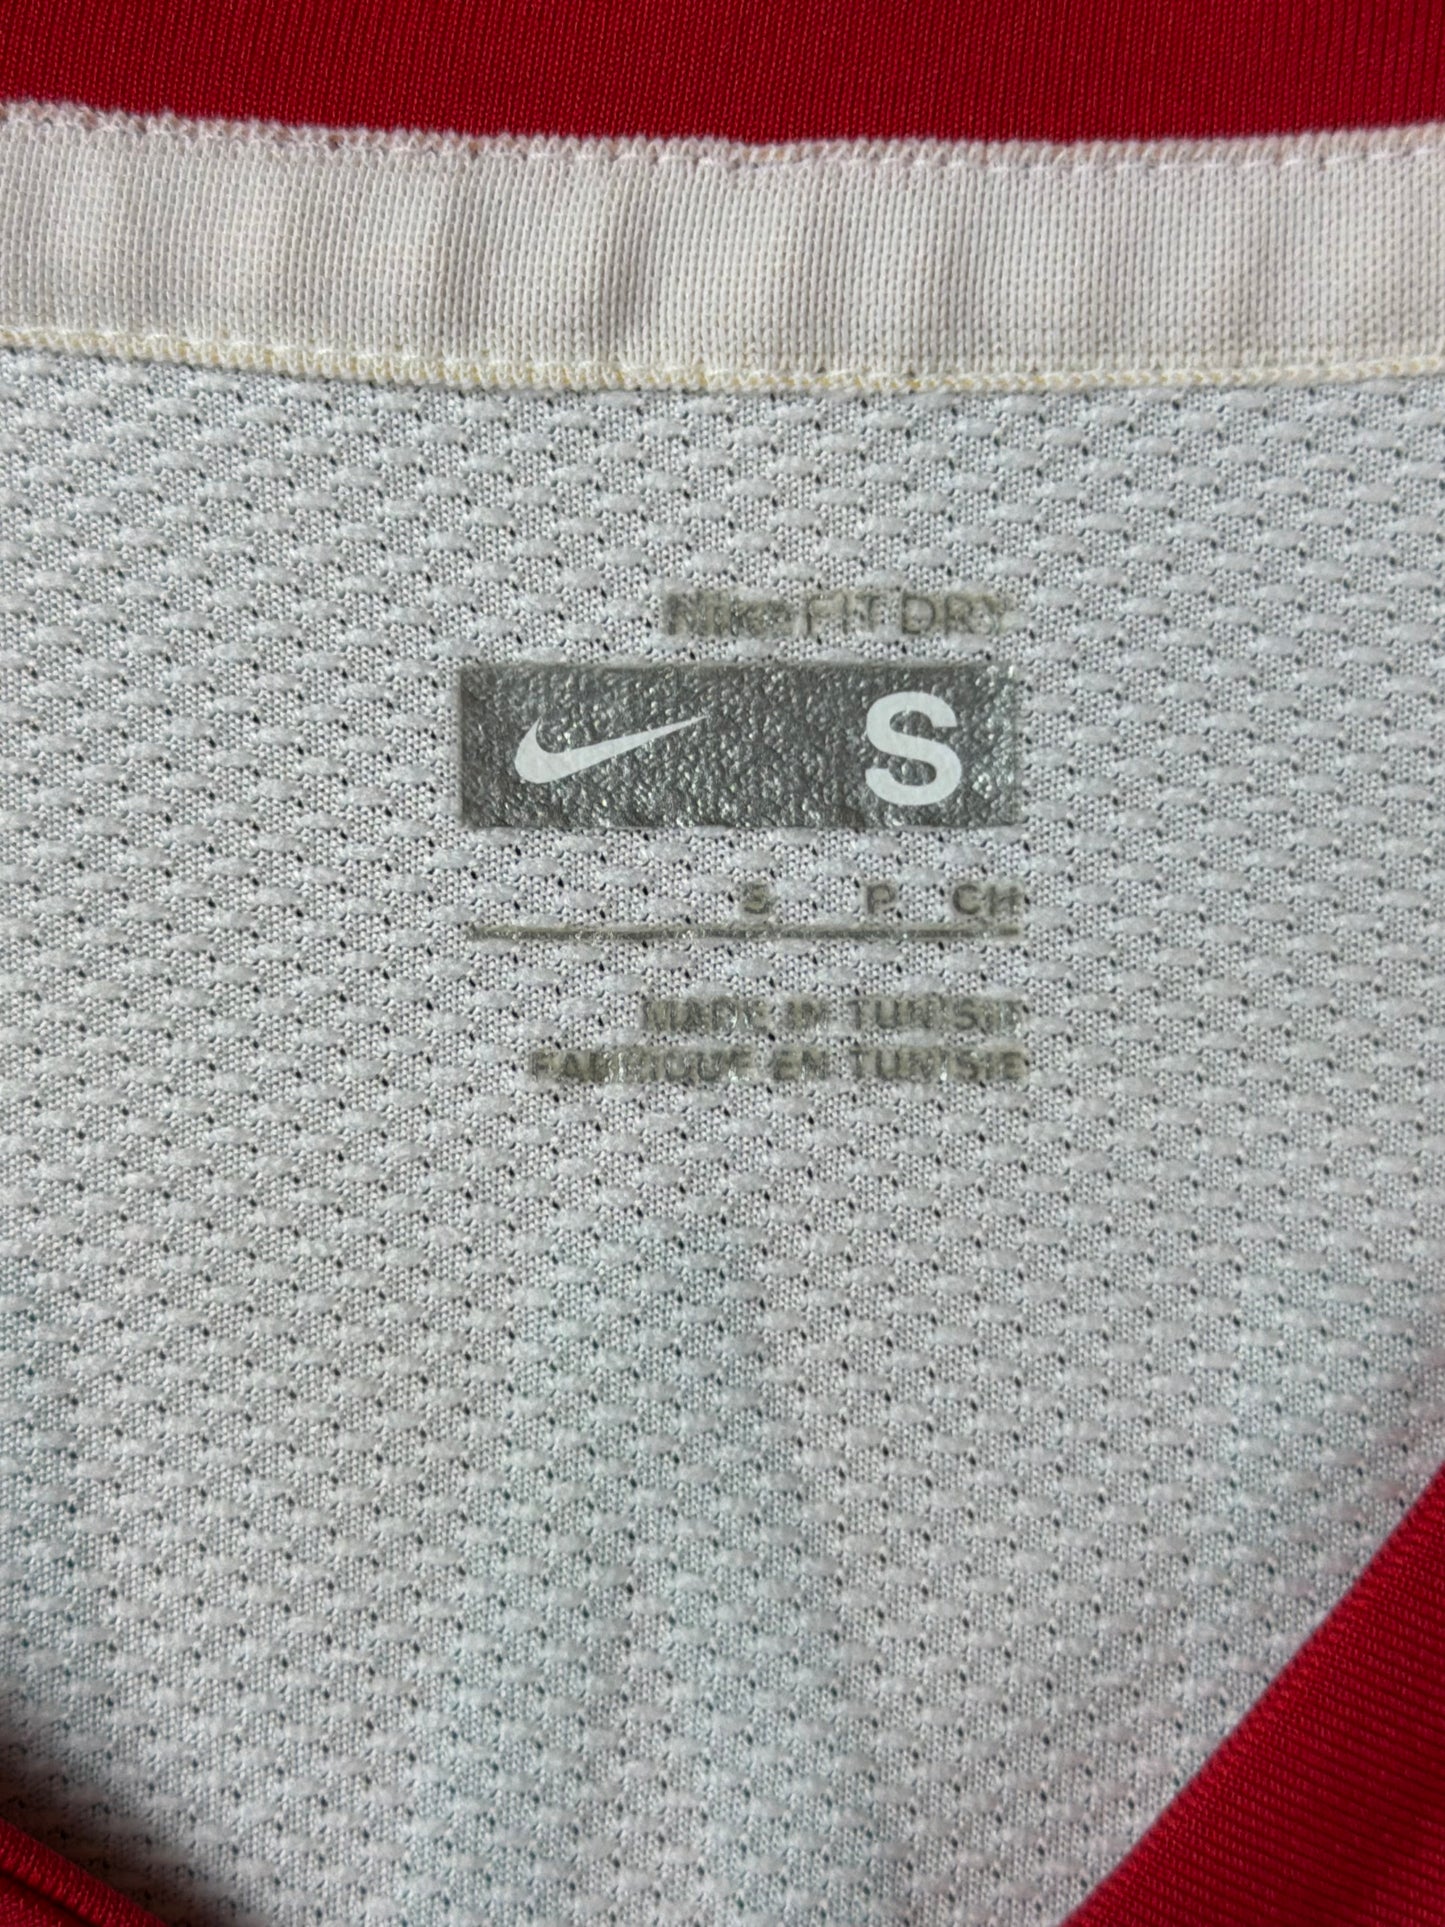 Nike FIT DRY
S
S P CH
MADE IN TUNISIE
FABRIQUE EN TUNISIE